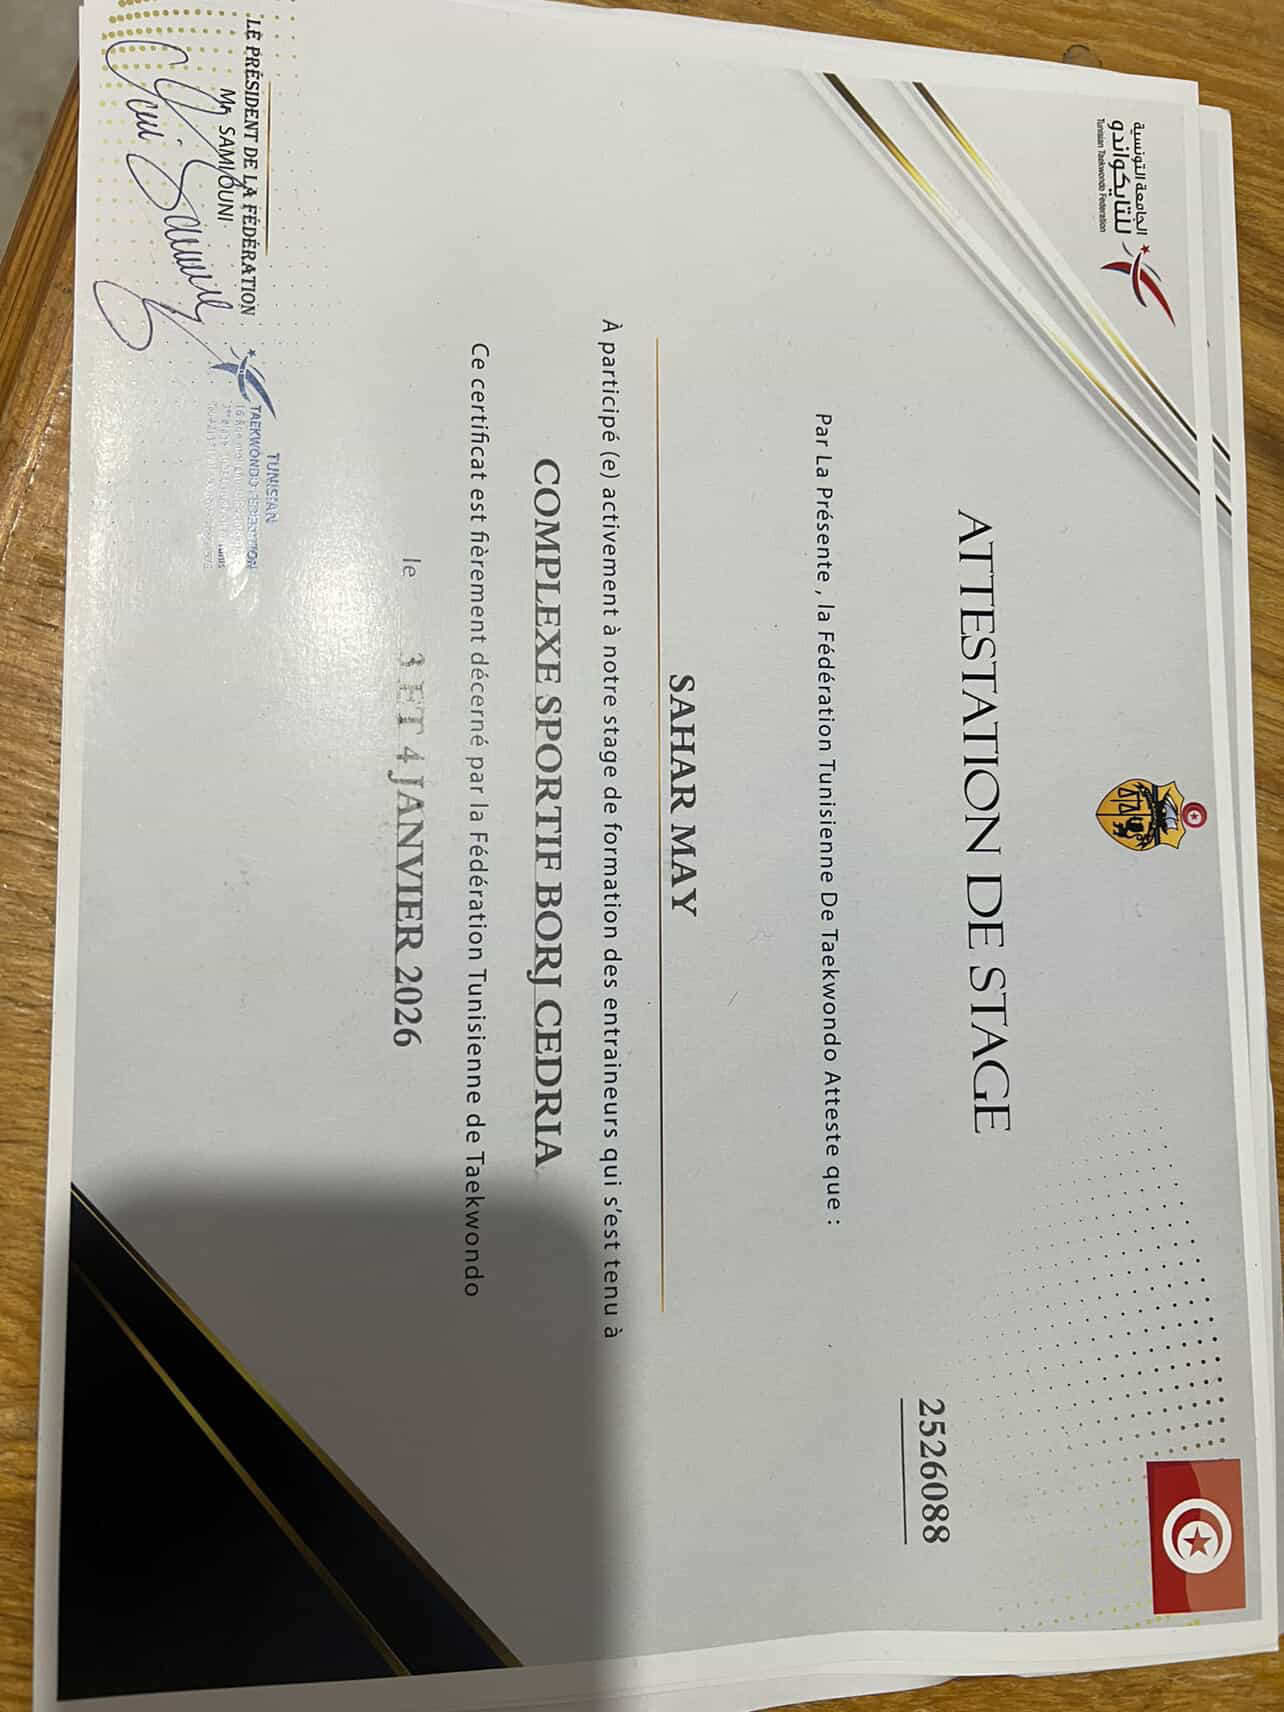 الجامعة التونسية
للتايكواندو
Tunisian Taekwondo Federation
ATTESTATION DE STAGE
2526088
Par La Présente , la Fédération Tunisienne De Taekwondo Atteste que :
SAHAR MAY
À participé (e) activement à notre stage de formation des entraineurs qui s'est tenu à
COMPLEXE SPORTIF BORJ CEDRIA
Ce certificat est fièrement décerné par la Fédération Tunisienne de Taekwondo
le 3 ET 4 JANVIER 2026
LE PRÉSIDENT DE LA FÉDÉRATION
Mr SAMI OUNI
TUNISIAN
TAEKWONDO FEDERATION